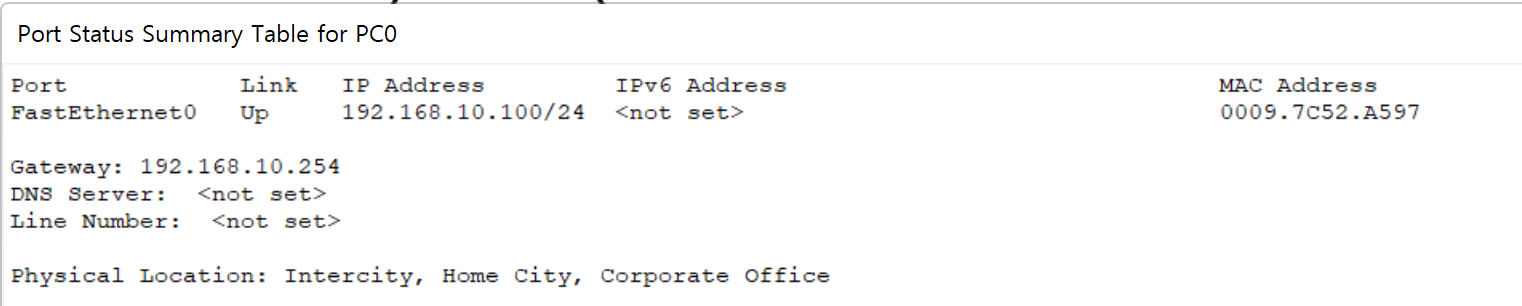 Port Status Summary Table for PC0
Port Link IP Address IPv6 Address MAC Address
FastEthernet0 Up 192.168.10.100/24 <not set> 0009.7C52.A597
Gateway: 192.168.10.254
DNS Server: <not set>
Line Number: <not set>
Physical Location: Intercity, Home City, Corporate Office